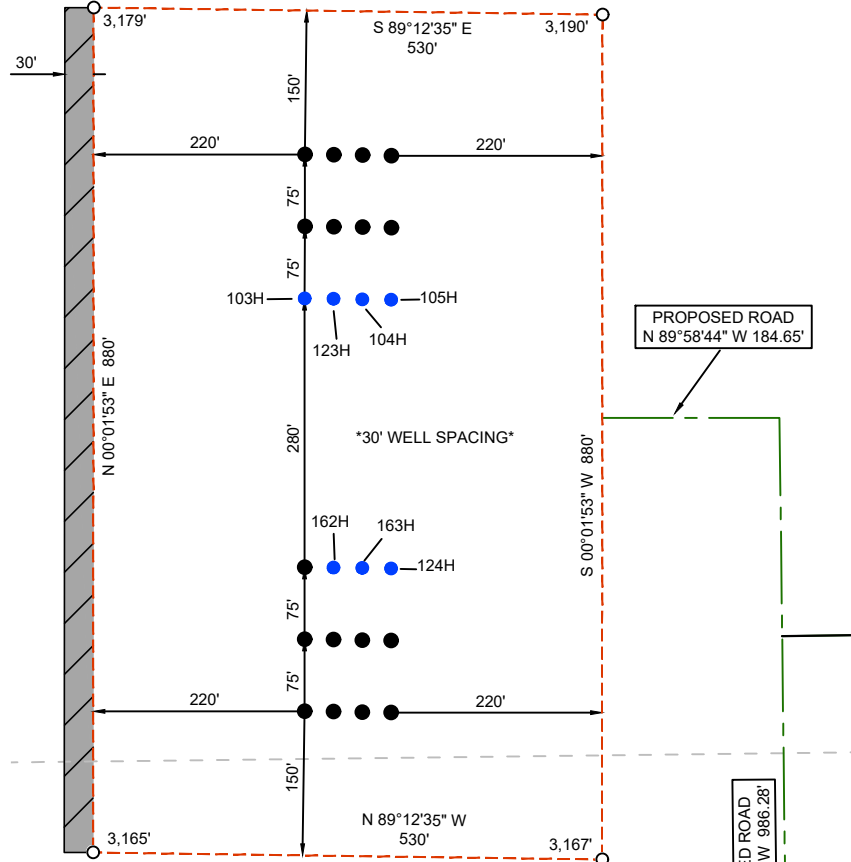 3,179'
S 89°12'35" E
530'
3,190'
30'
150'
220'
220'
75'
75'
103H
105H
123H
104H
PROPOSED ROAD
N 89°58'44" W 184.65'
N 00°01'53" E 880'
280'
*30' WELL SPACING*
S 00°01'53" W 880'
162H
163H
124H
75'
75'
220'
220'
150'
N 89°12'35" W
530'
3,165'
3,167'
ED ROAD
W 986.28'